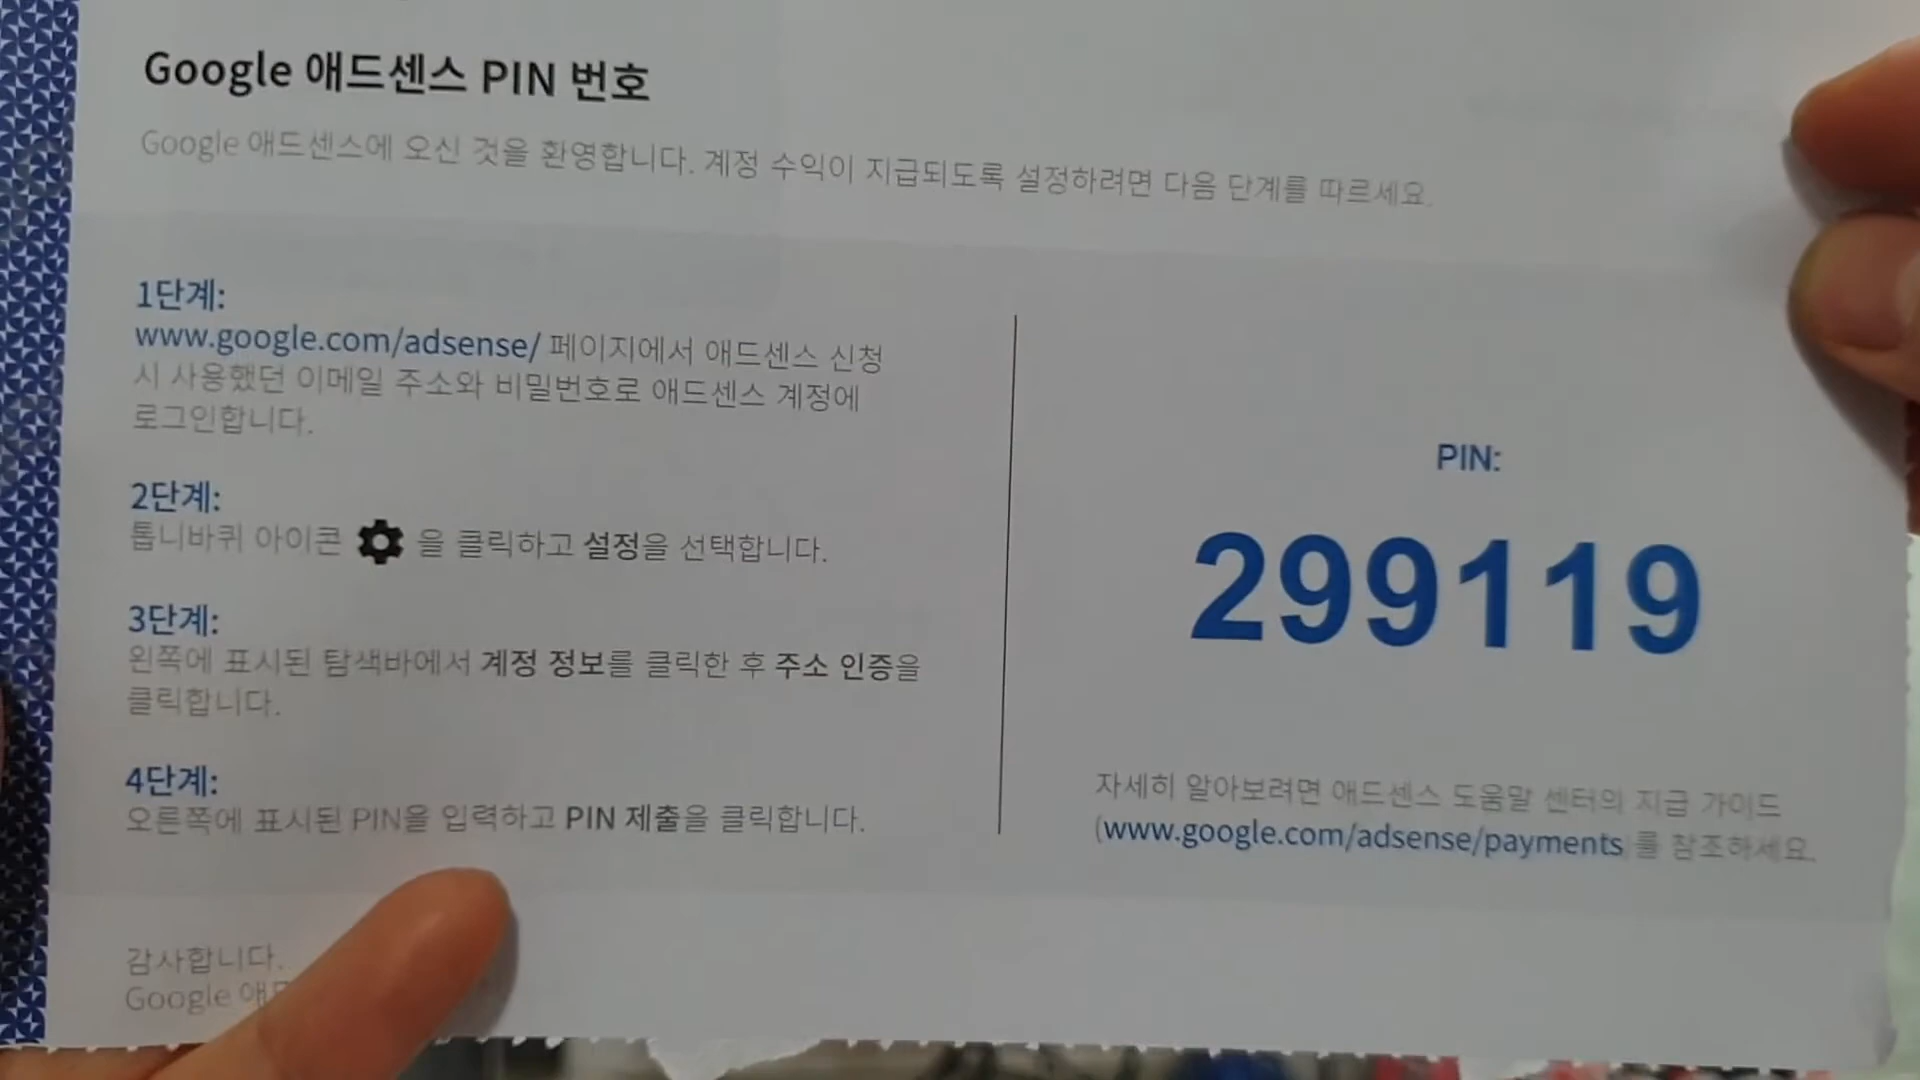 Google 애드센스 PIN 번호
Google 애드센스에 오신 것을 환영합니다. 계정 수익이 지급되도록 설정하려면 다음 단계를 따르세요.
1단계:
www.google.com/adsense/ 페이지에서 애드센스 신청
시 사용했던 이메일 주소와 비밀번호로 애드센스 계정에
로그인합니다.
2단계:
톱니바퀴 아이콘 을 클릭하고 설정을 선택합니다.
3단계:
왼쪽에 표시된 탐색바에서 계정 정보를 클릭한 후 주소 인증을
클릭합니다.
4단계:
오른쪽에 표시된 PIN을 입력하고 PIN 제출을 클릭합니다.
PIN:
299119
자세히 알아보려면 애드센스 도움말 센터의 지급 가이드
(www.google.com/adsense/payments)를 참조하세요.
감사합니다.
Google